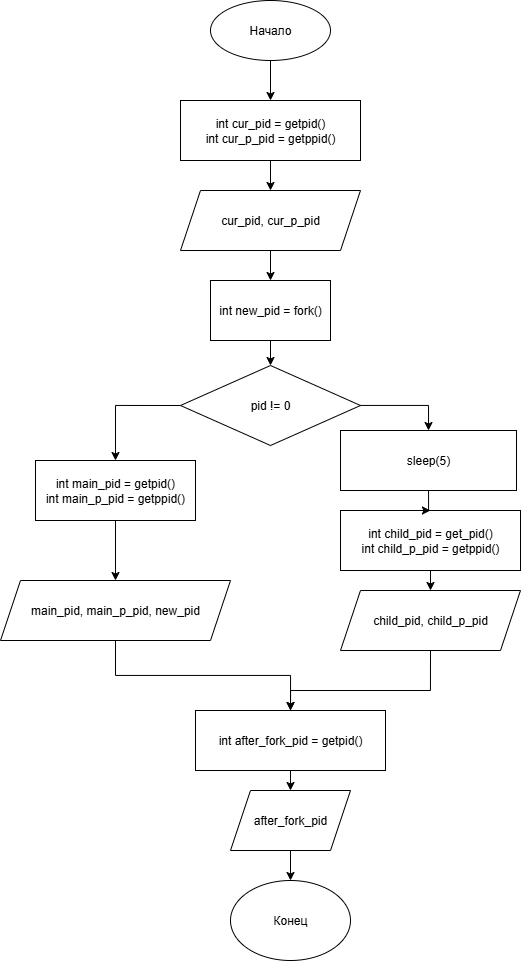 Начало
int cur_pid = getpid()
int cur_p_pid = getppid()
cur_pid, cur_p_pid
int new_pid = fork()
pid != 0
int main_pid = getpid()
int main_p_pid = getppid()
main_pid, main_p_pid, new_pid
sleep(5)
int child_pid = get_pid()
int child_p_pid = getppid()
child_pid, child_p_pid
int after_fork_pid = getpid()
after_fork_pid
Конец